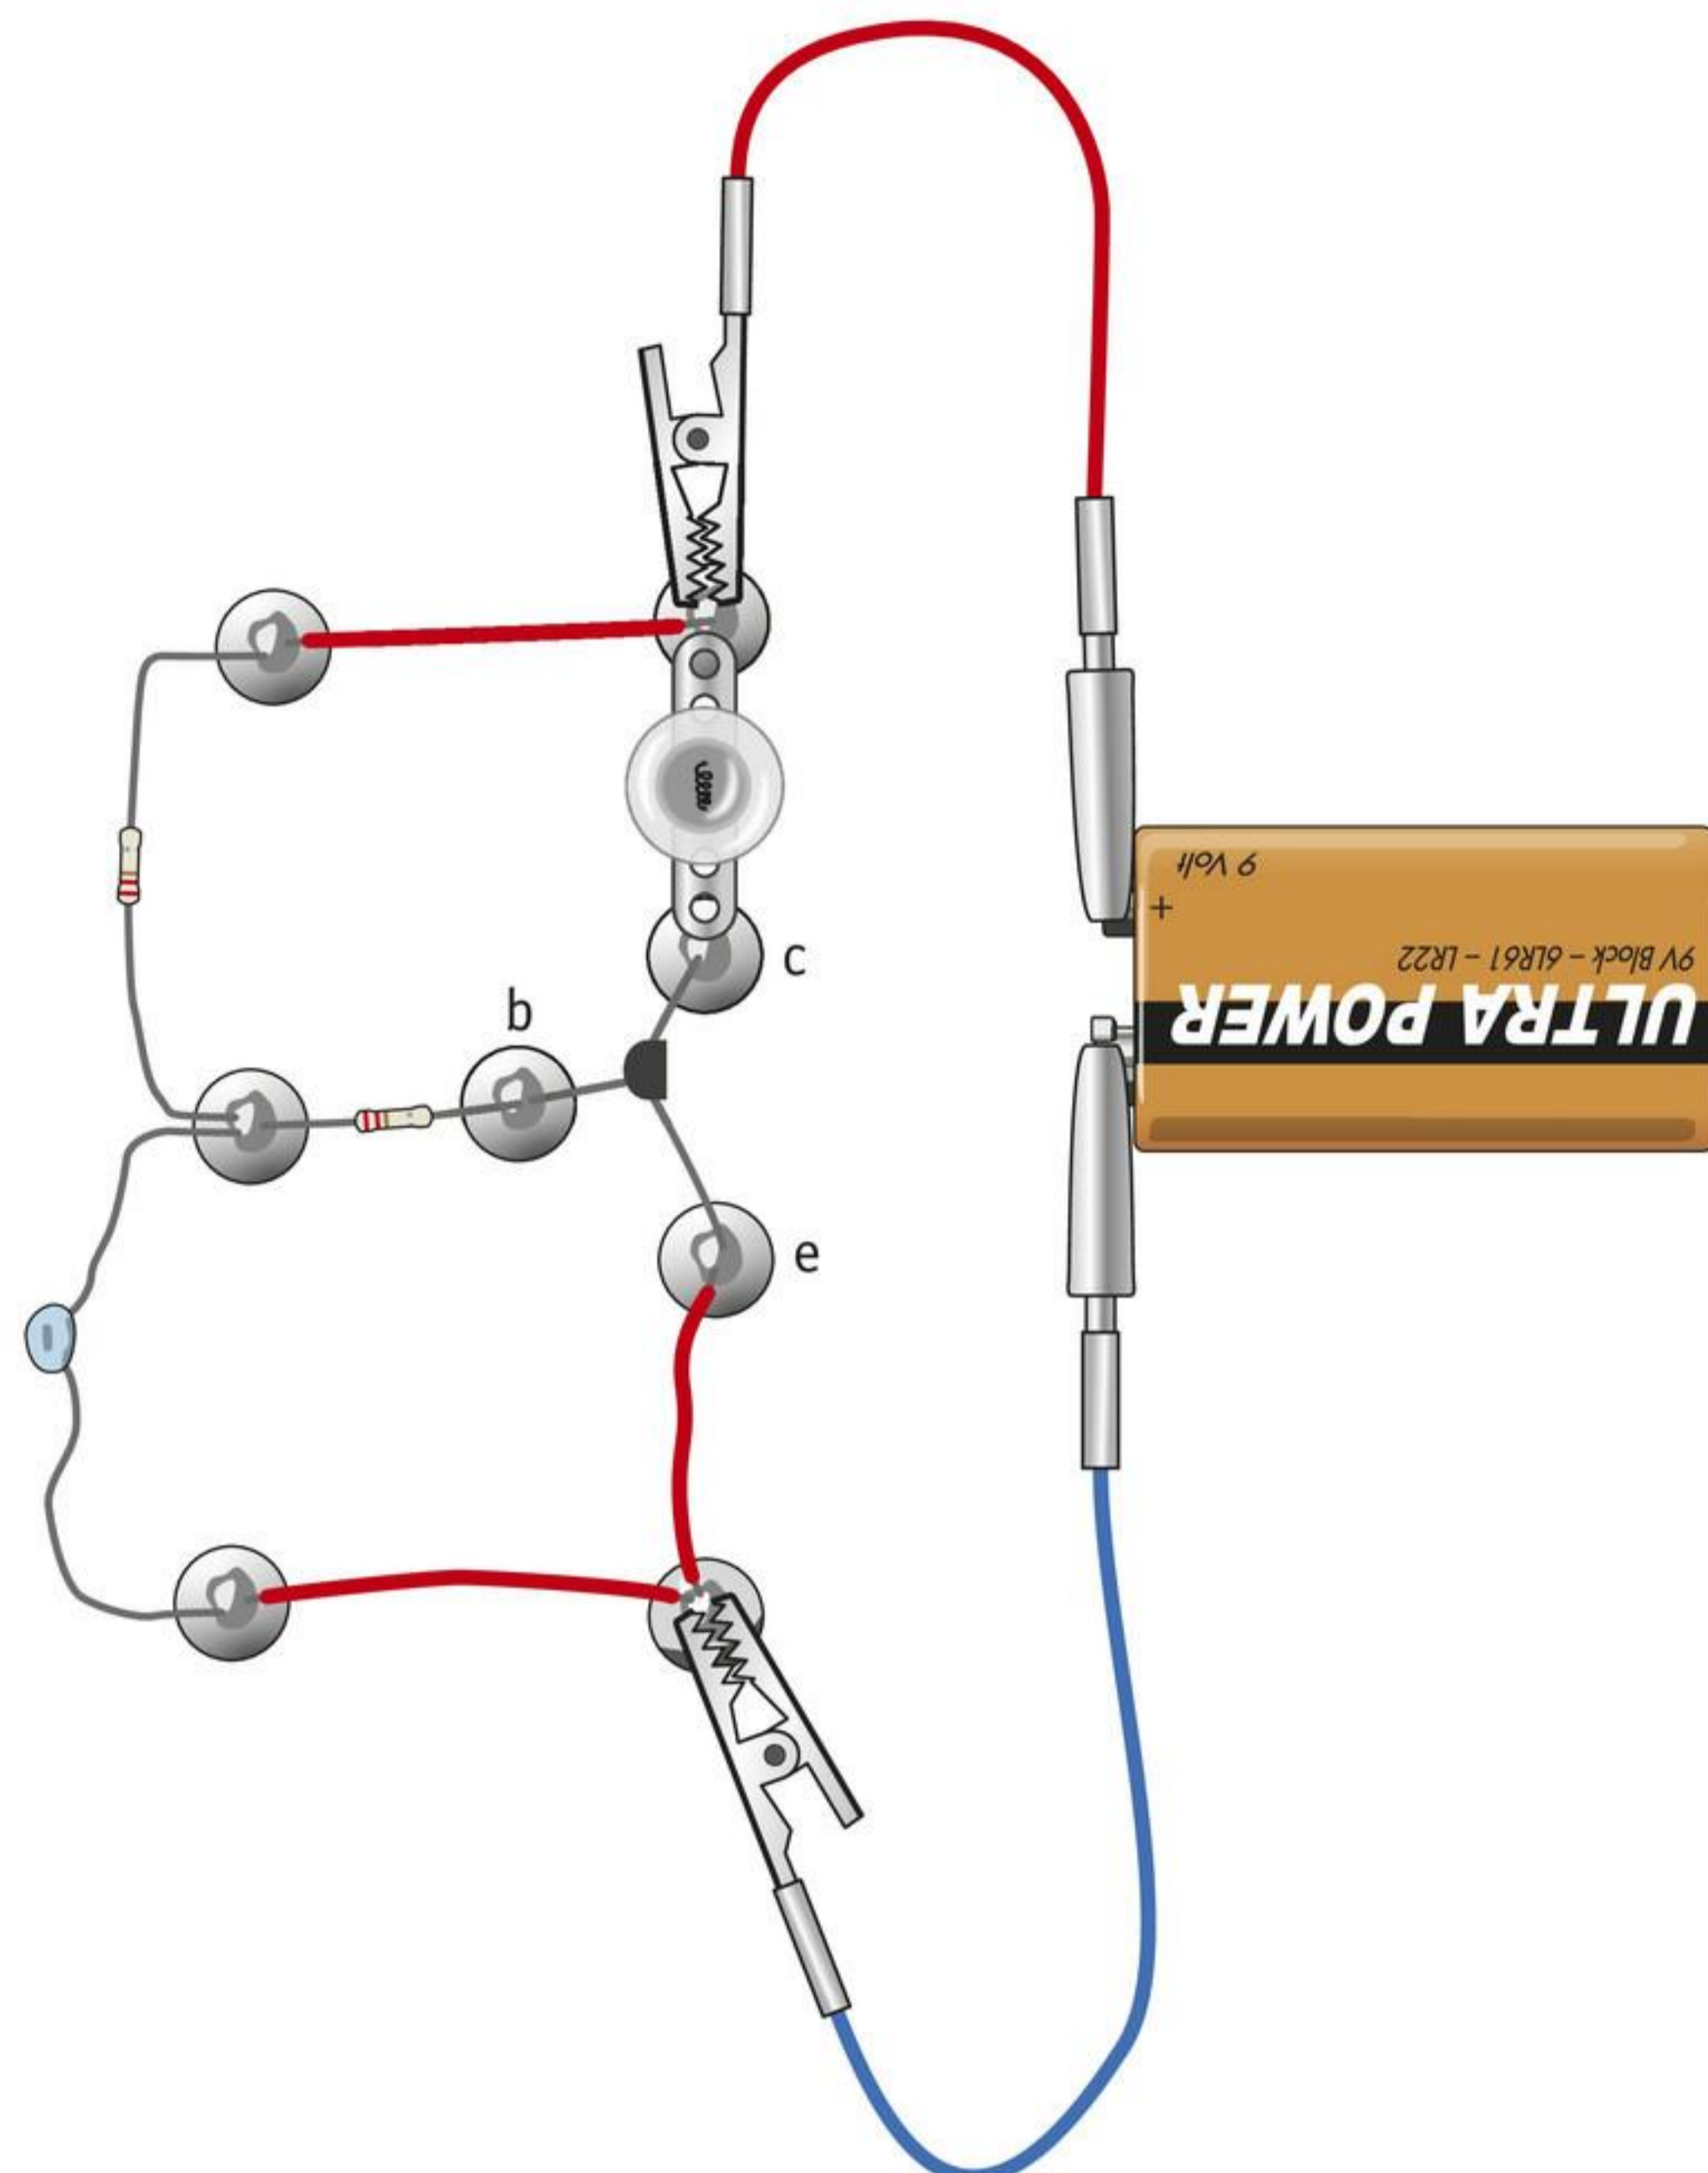 9 Volt
+
9V Block – 6LR61 – LR22
ULTRA POWER
c
b
e